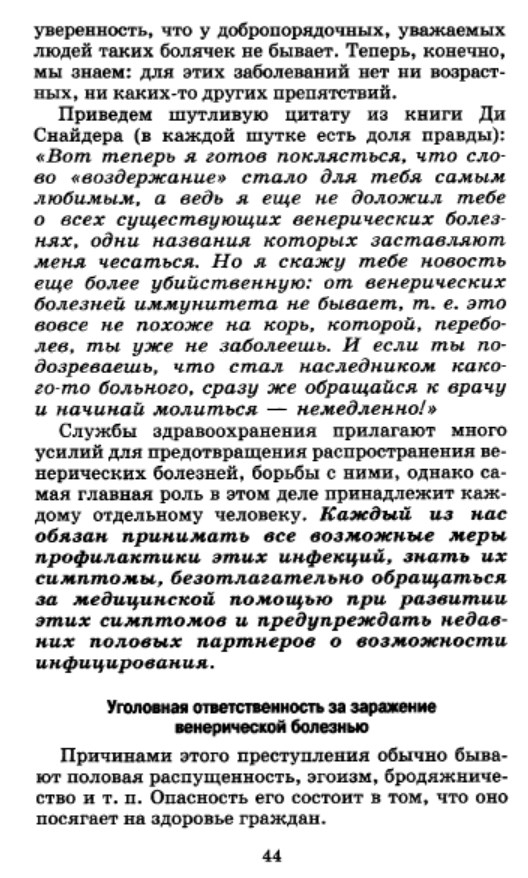 уверенность, что у добропорядочных, уважаемых
людей таких болячек не бывает. Теперь, конечно,
мы знаем: для этих заболеваний нет ни возраст-
ных, ни каких-то других препятствий.
Приведем шутливую цитату из книги Ди
Снайдера (в каждой шутке есть доля правды):
«Вот теперь я готов поклясться, что сло-
во «воздержание» стало для тебя самым
любимым, а ведь я еще не доложил тебе
о всех существующих венерических болез-
нях, одни названия которых заставляют
меня чесаться. Но я скажу тебе новость
еще более убийственную: от венерических
болезней иммунитета не бывает, т. е. это
вовсе не похоже на корь, которой, перебо-
лев, ты уже не заболеешь. И если ты по-
дозреваешь, что стал наследником како-
го-то больного, сразу же обращайся к врачу
и начинай молиться — немедленно!»
Службы здравоохранения прилагают много
усилий для предотвращения распространения ве-
нерических болезней, борьбы с ними, однако са-
мая главная роль в этом деле принадлежит каж-
дому отдельному человеку. Каждый из нас
обязан принимать все возможные меры
профилактики этих инфекций, знать их
симптомы, безотлагательно обращаться
за медицинской помощью при развитии
этих симптомов и предупреждать недав-
них половых партнеров о возможности
инфицирования.
Уголовная ответственность за заражение
венерической болезнью
Причинами этого преступления обычно быва-
ют половая распущенность, эгоизм, бродяжниче-
ство и т. п. Опасность его состоит в том, что оно
посягает на здоровье граждан.
44